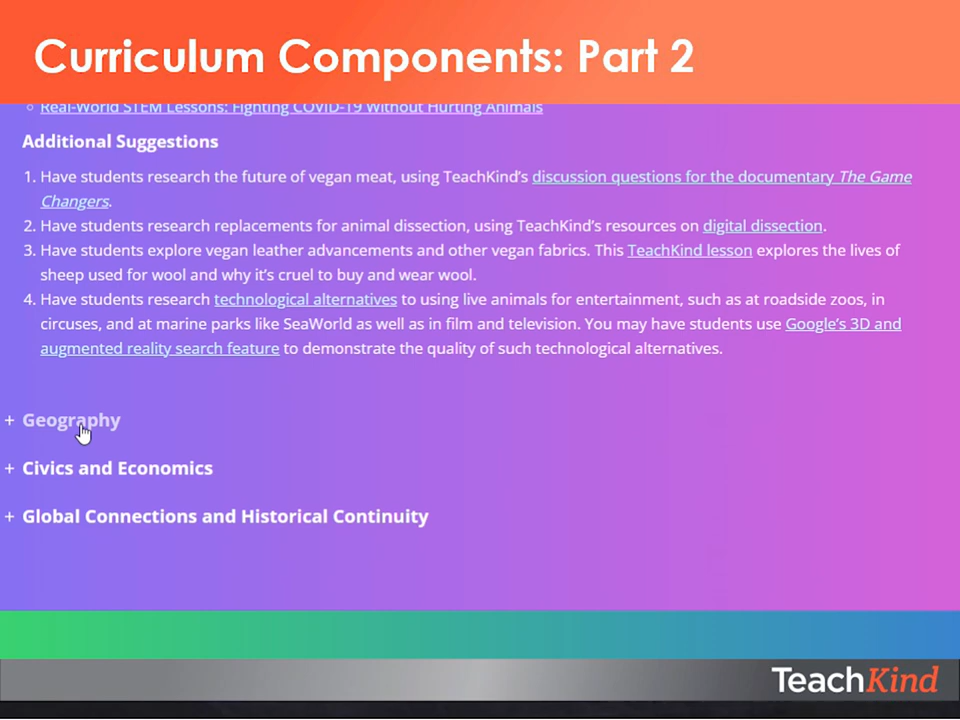 Curriculum Components: Part 2
Real-World STEM Lessons: Fighting COVID-19 Without Hurting Animals
Additional Suggestions
1. Have students research the future of vegan meat, using TeachKind's discussion questions for the documentary The Game
Changers.
2. Have students research replacements for animal dissection, using TeachKind's resources on digital dissection.
3. Have students explore vegan leather advancements and other vegan fabrics. This TeachKind lesson explores the lives of
sheep used for wool and why it's cruel to buy and wear wool.
4. Have students research technological alternatives to using live animals for entertainment, such as at roadside zoos, in
circuses, and at marine parks like SeaWorld as well as in film and television. You may have students use Google's 3D and
augmented reality search feature to demonstrate the quality of such technological alternatives.
+ Geography
+ Civics and Economics
+ Global Connections and Historical Continuity
TeachKind